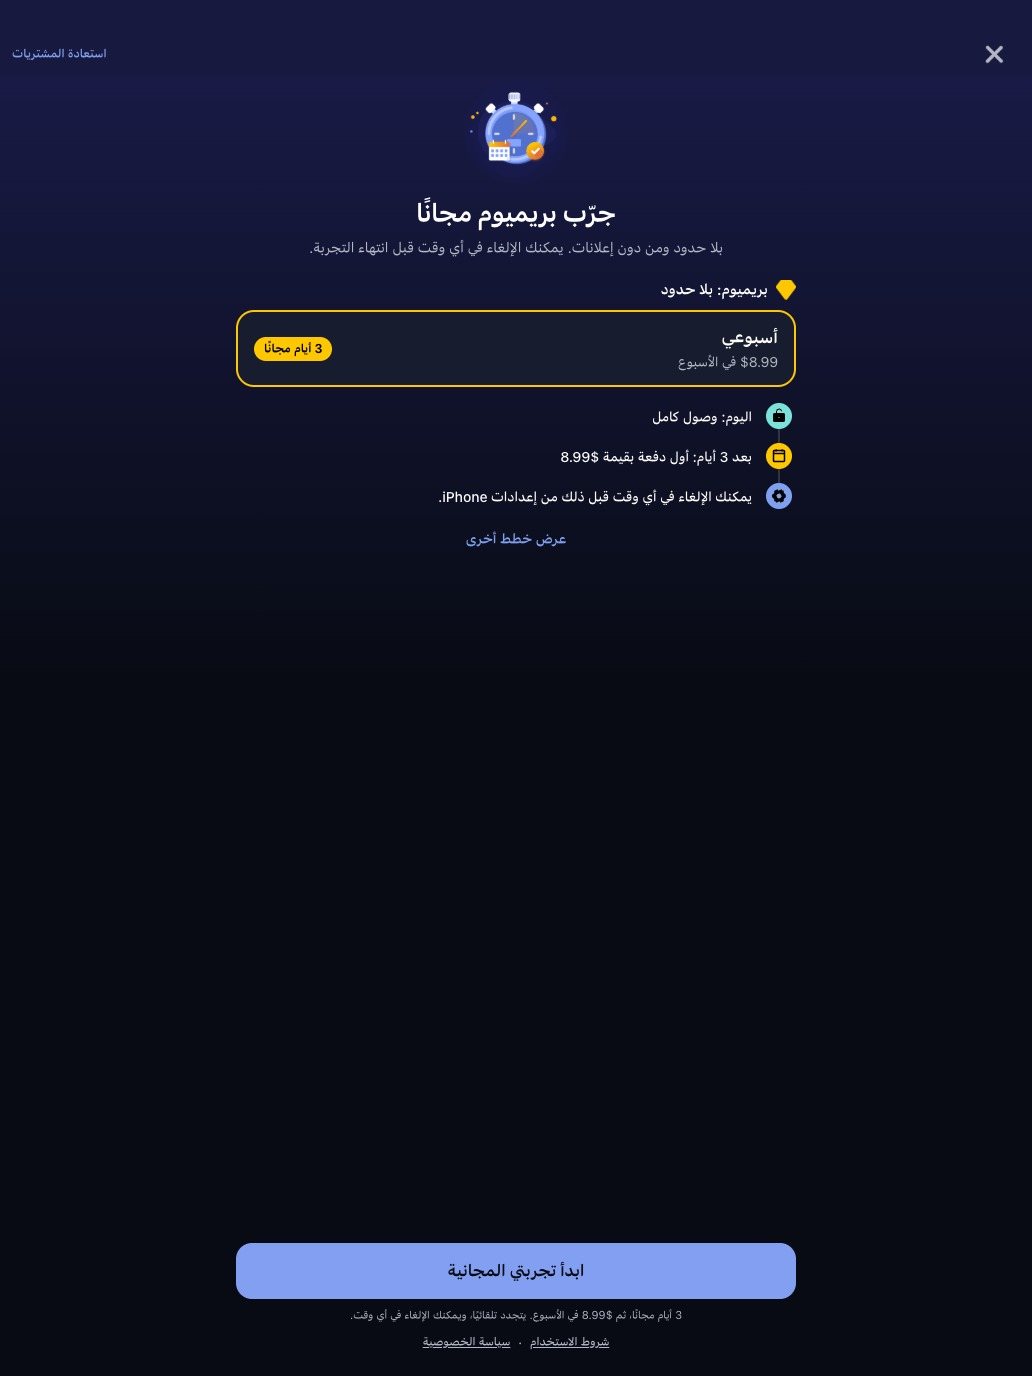 استعادة المشتريات
جرّب بريميوم مجانًا
بلا حدود ومن دون إعلانات. يمكنك الإلغاء في أي وقت قبل انتهاء التجربة.
بريميوم: بلا حدود
أسبوعي
3 أيام مجانًا
$8.99 في الأسبوع
اليوم: وصول كامل
بعد 3 أيام: أول دفعة بقيمة $8.99
يمكنك الإلغاء في أي وقت قبل ذلك من إعدادات iPhone.
عرض خطط أخرى
ابدأ تجربتي المجانية
3 أيام مجانًا، ثم $8.99 في الأسبوع. يتجدد تلقائيًا، ويمكنك الإلغاء في أي وقت.
شروط الاستخدام · سياسة الخصوصية